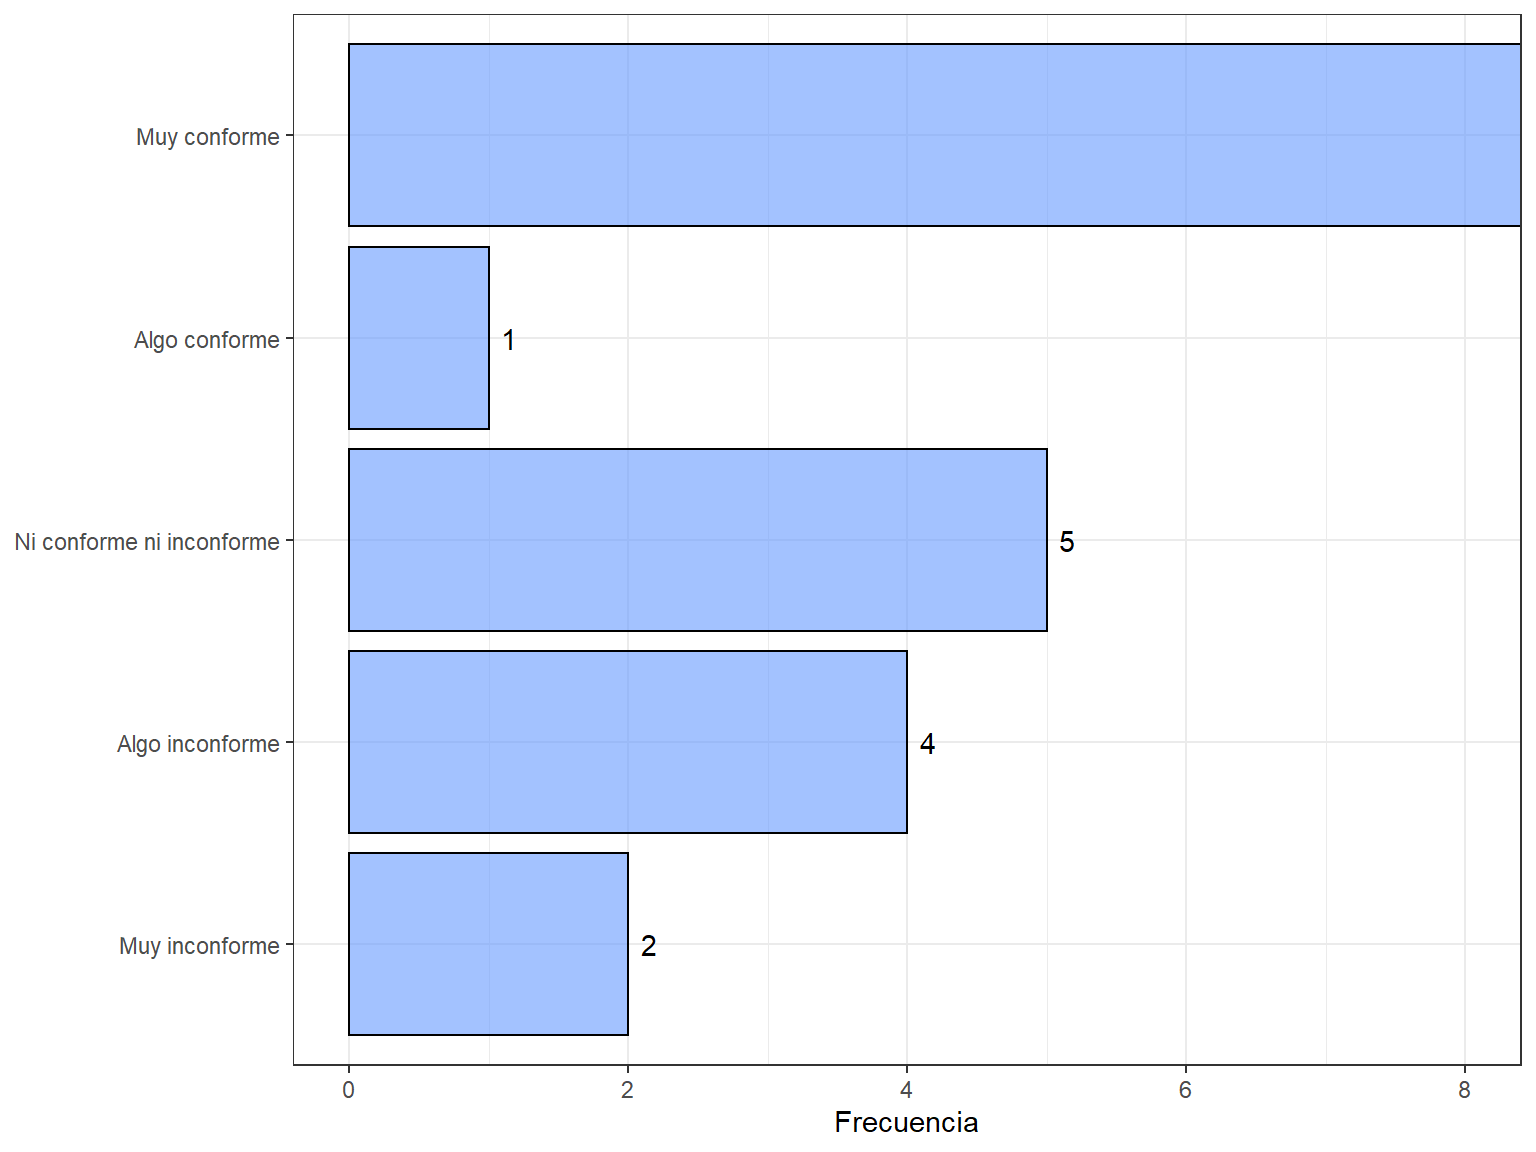 Muy conforme
Algo conforme
1
Ni conforme ni inconforme
5
Algo inconforme
4
Muy inconforme
2
0 2 4 6 8
Frecuencia